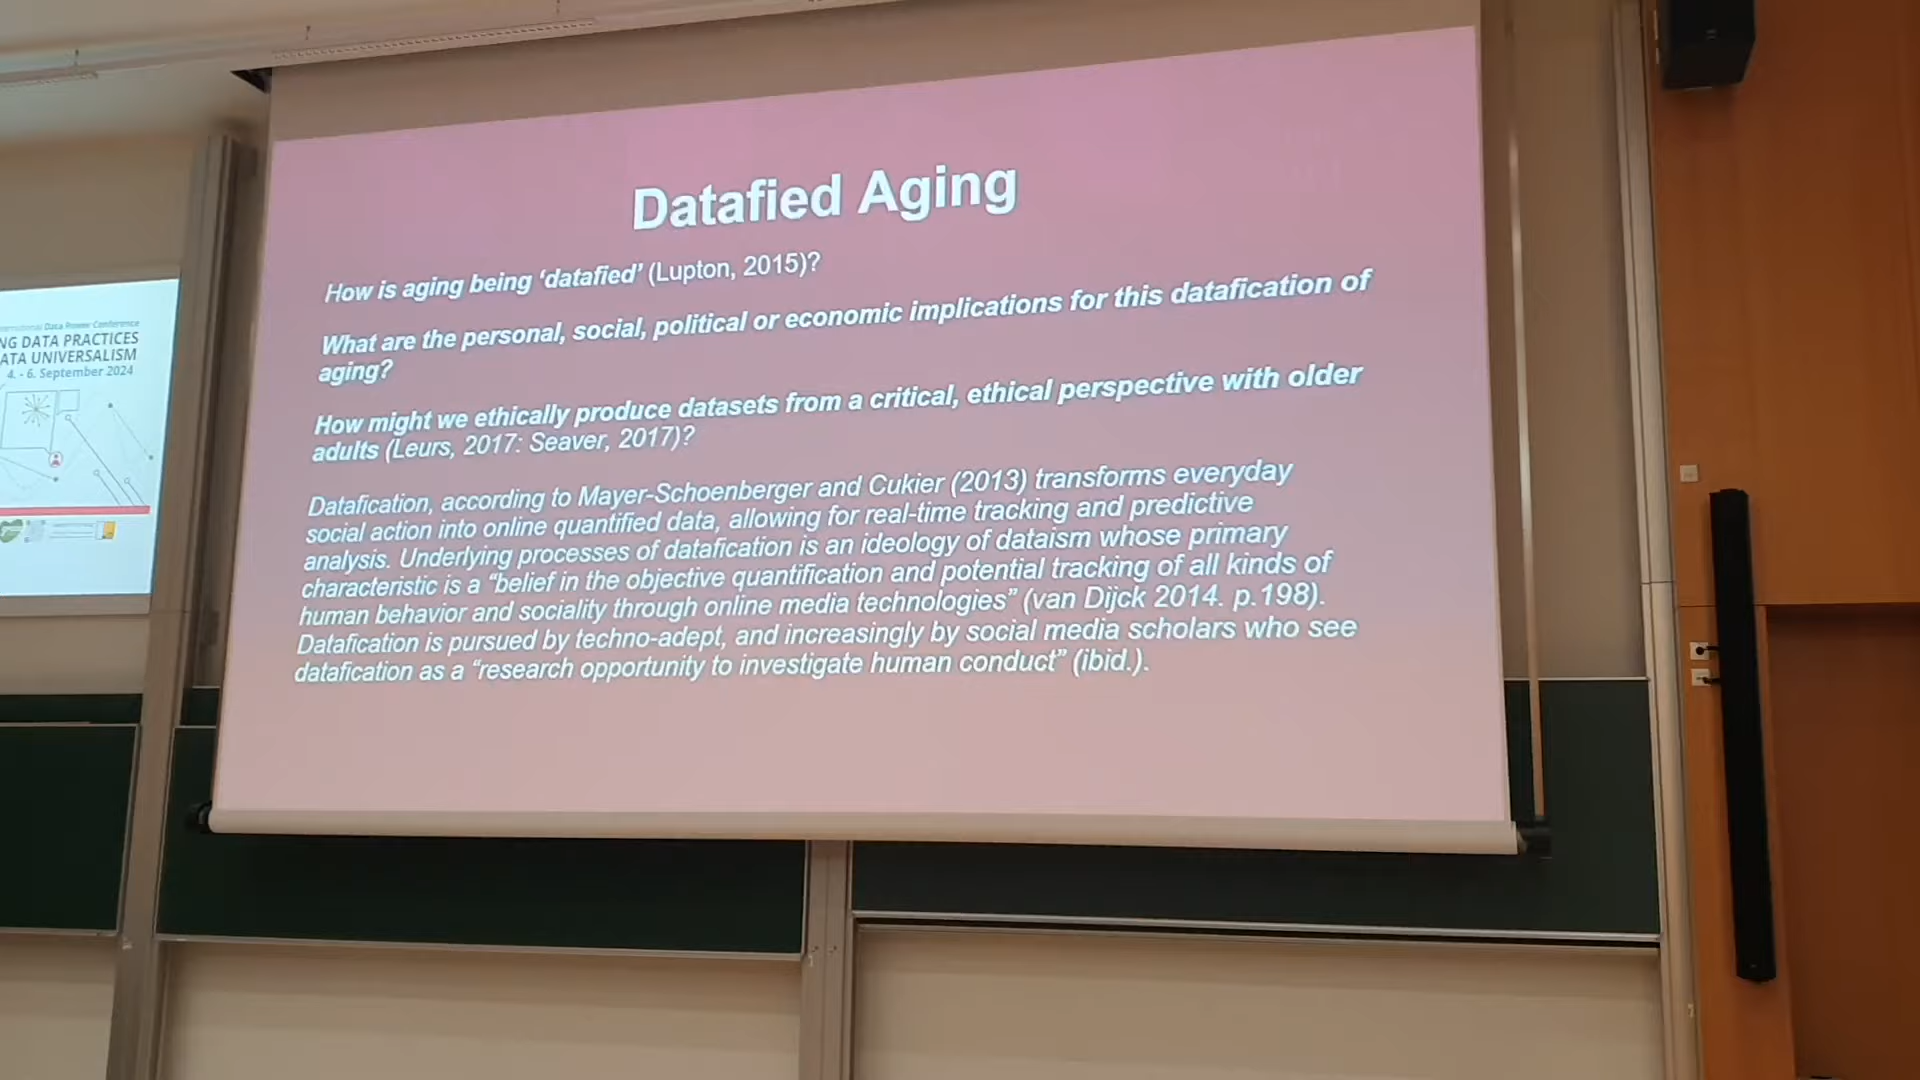 International Data Power Conference
NG DATA PRACTICES
ATA UNIVERSALISM
4. - 6. September 2024
Datafied Aging
How is aging being ‘datafied’ (Lupton, 2015)?
What are the personal, social, political or economic implications for this datafication of
aging?
How might we ethically produce datasets from a critical, ethical perspective with older
adults (Leurs, 2017: Seaver, 2017)?
Datafication, according to Mayer-Schoenberger and Cukier (2013) transforms everyday
social action into online quantified data, allowing for real-time tracking and predictive
analysis. Underlying processes of datafication is an ideology of dataism whose primary
characteristic is a “belief in the objective quantification and potential tracking of all kinds of
human behavior and sociality through online media technologies” (van Dijck 2014. p.198).
Datafication is pursued by techno-adept, and increasingly by social media scholars who see
datafication as a “research opportunity to investigate human conduct” (ibid.).